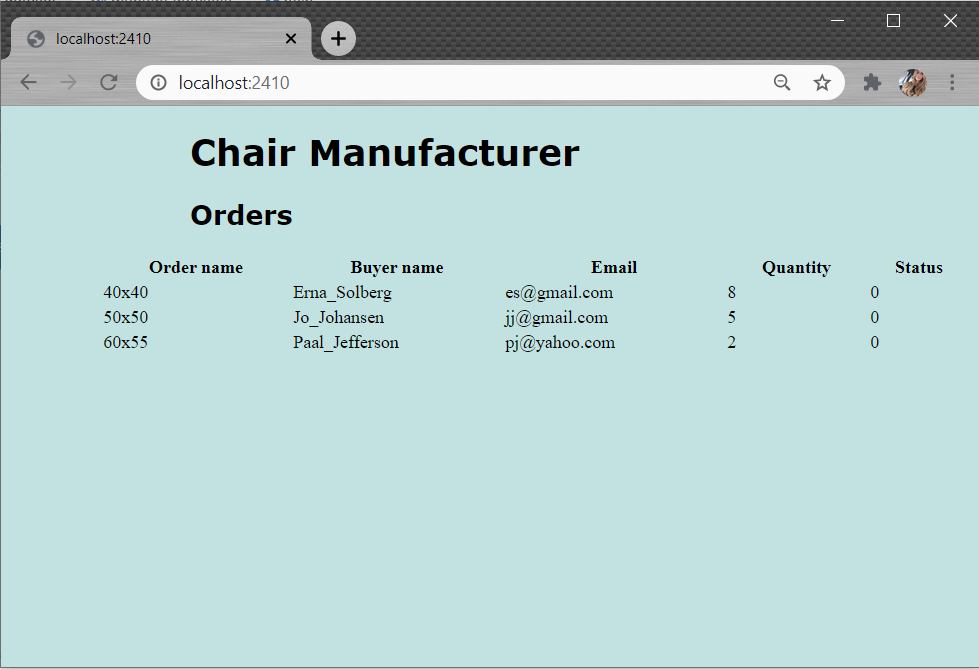 localhost:2410
localhost:2410
Chair Manufacturer
Orders
Order name Buyer name Email Quantity Status
40x40 Erna_Solberg es@gmail.com 8 0
50x50 Jo_Johansen jj@gmail.com 5 0
60x55 Paal_Jefferson pj@yahoo.com 2 0